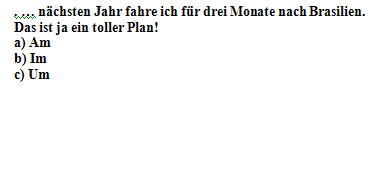 ..... nächsten Jahr fahre ich für drei Monate nach Brasilien.
Das ist ja ein toller Plan!
a) Am
b) Im
c) Um